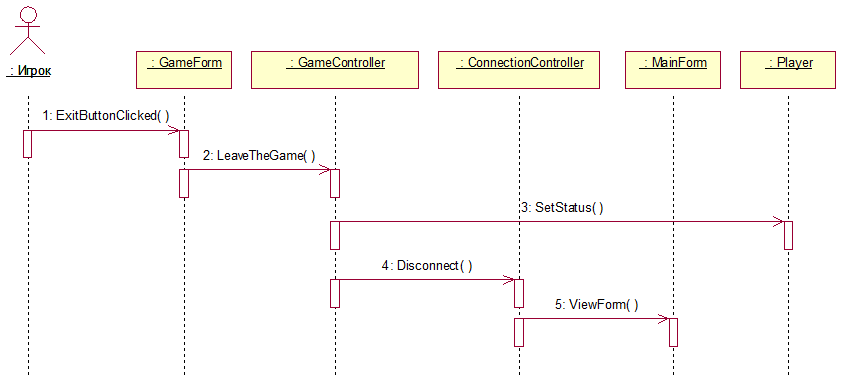 : Игрок
: GameForm
: GameController
: ConnectionController
: MainForm
: Player
1: ExitButtonClicked( )
2: LeaveTheGame( )
3: SetStatus( )
4: Disconnect( )
5: ViewForm( )